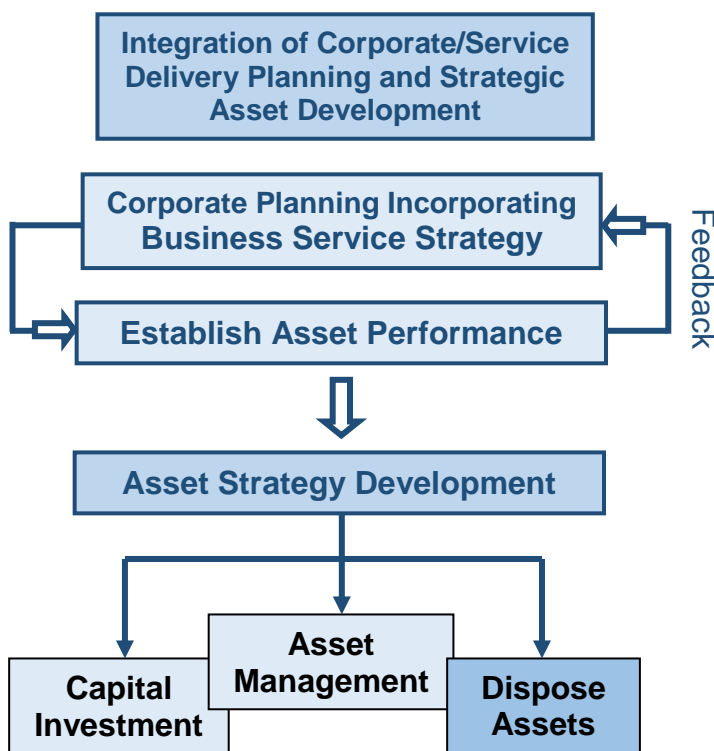 Integration of Corporate/Service
Delivery Planning and Strategic
Asset Development
Corporate Planning Incorporating
Business Service Strategy
Feedback
Establish Asset Performance
Asset Strategy Development
Asset
Management
Capital
Investment
Dispose
Assets